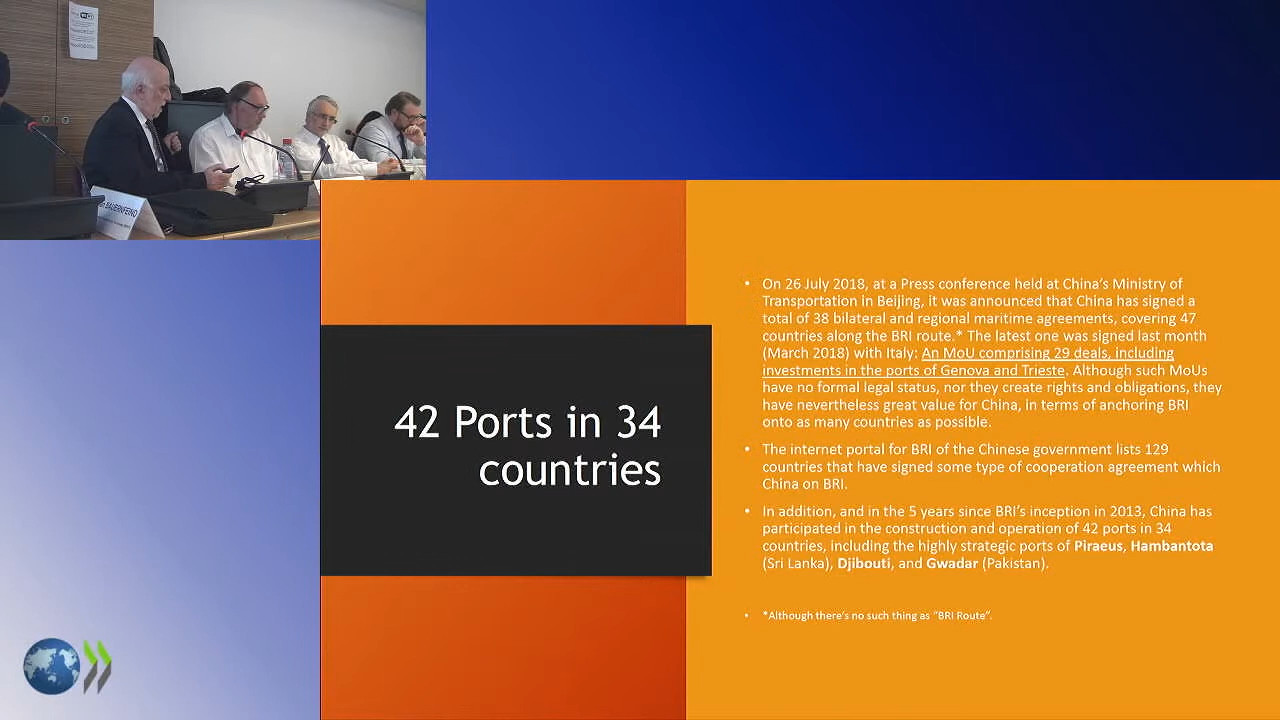 WiFi
BAUERNFEIND
42 Ports in 34
countries
• On 26 July 2018, at a Press conference held at China's Ministry of
Transportation in Beijing, it was announced that China has signed a
total of 38 bilateral and regional maritime agreements, covering 47
countries along the BRI route.* The latest one was signed last month
(March 2018) with Italy: An MoU comprising 29 deals, including
investments in the ports of Genova and Trieste. Although such MoUs
have no formal legal status, nor they create rights and obligations, they
have nevertheless great value for China, in terms of anchoring BRI
onto as many countries as possible.
• The internet portal for BRI of the Chinese government lists 129
countries that have signed some type of cooperation agreement which
China on BRI.
• In addition, and in the 5 years since BRI's inception in 2013, China has
participated in the construction and operation of 42 ports in 34
countries, including the highly strategic ports of Piraeus, Hambantota
(Sri Lanka), Djibouti, and Gwadar (Pakistan).
• *Although there's no such thing as “BRI Route”.